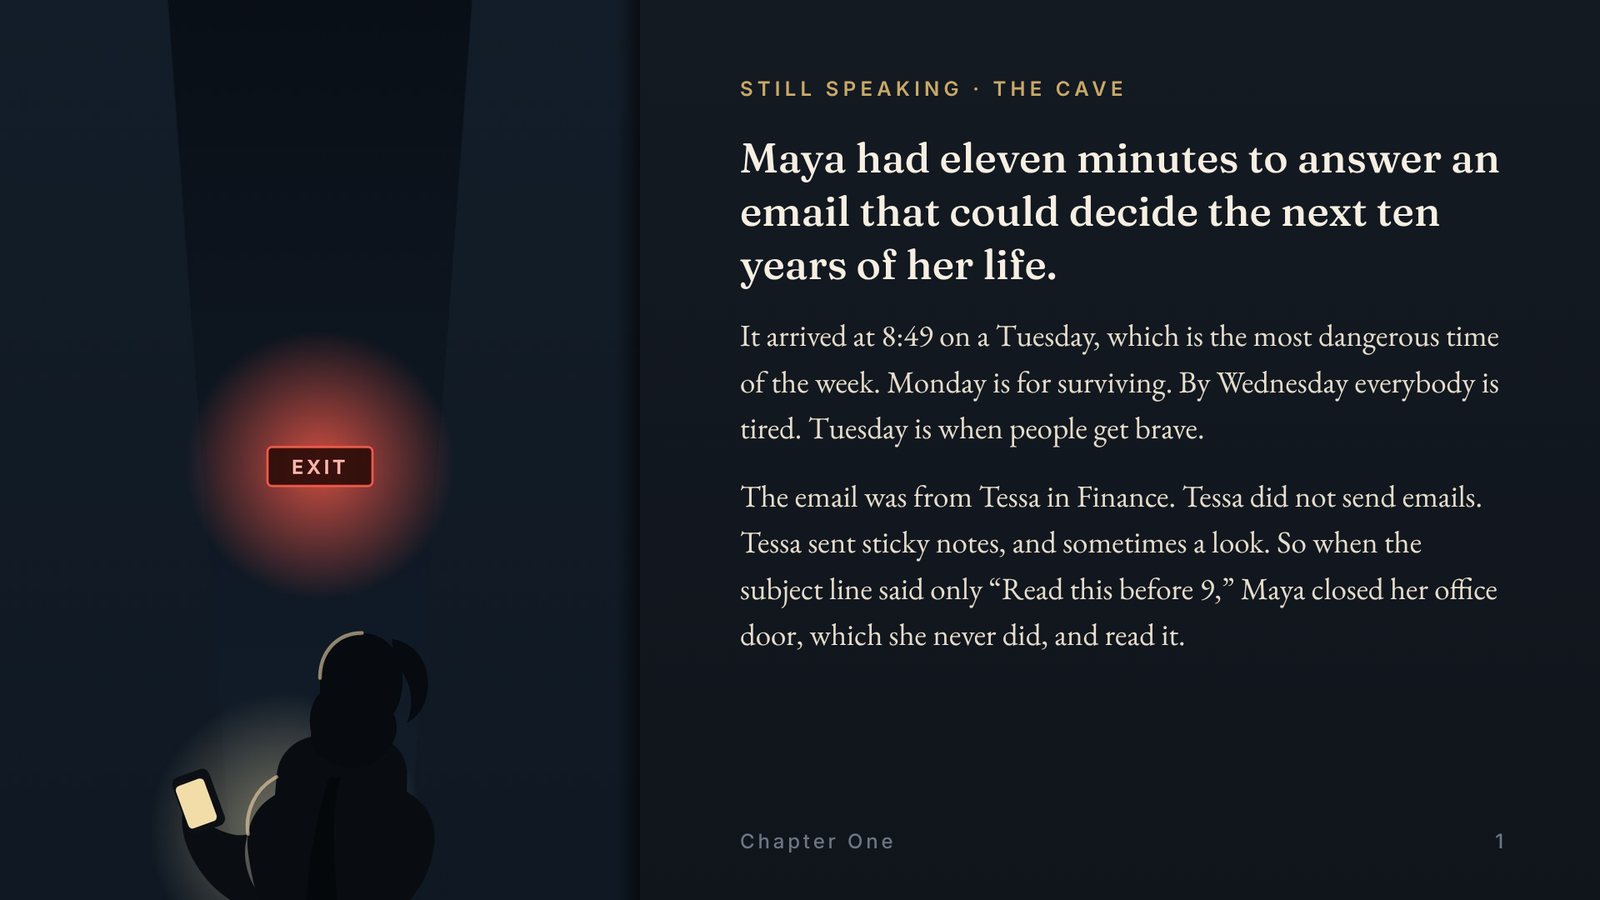 EXIT
STILL SPEAKING · THE CAVE
Maya had eleven minutes to answer an
email that could decide the next ten
years of her life.
It arrived at 8:49 on a Tuesday, which is the most dangerous time
of the week. Monday is for surviving. By Wednesday everybody is
tired. Tuesday is when people get brave.
The email was from Tessa in Finance. Tessa did not send emails.
Tessa sent sticky notes, and sometimes a look. So when the
subject line said only “Read this before 9,” Maya closed her office
door, which she never did, and read it.
Chapter One
1